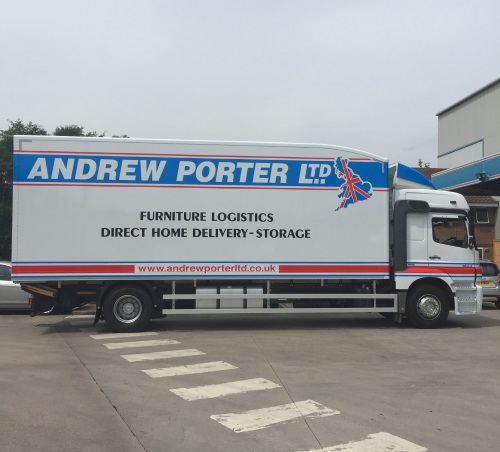 ANDREW PORTER LTD
FURNITURE LOGISTICS
DIRECT HOME DELIVERY-STORAGE
www.andrewporterltd.co.uk